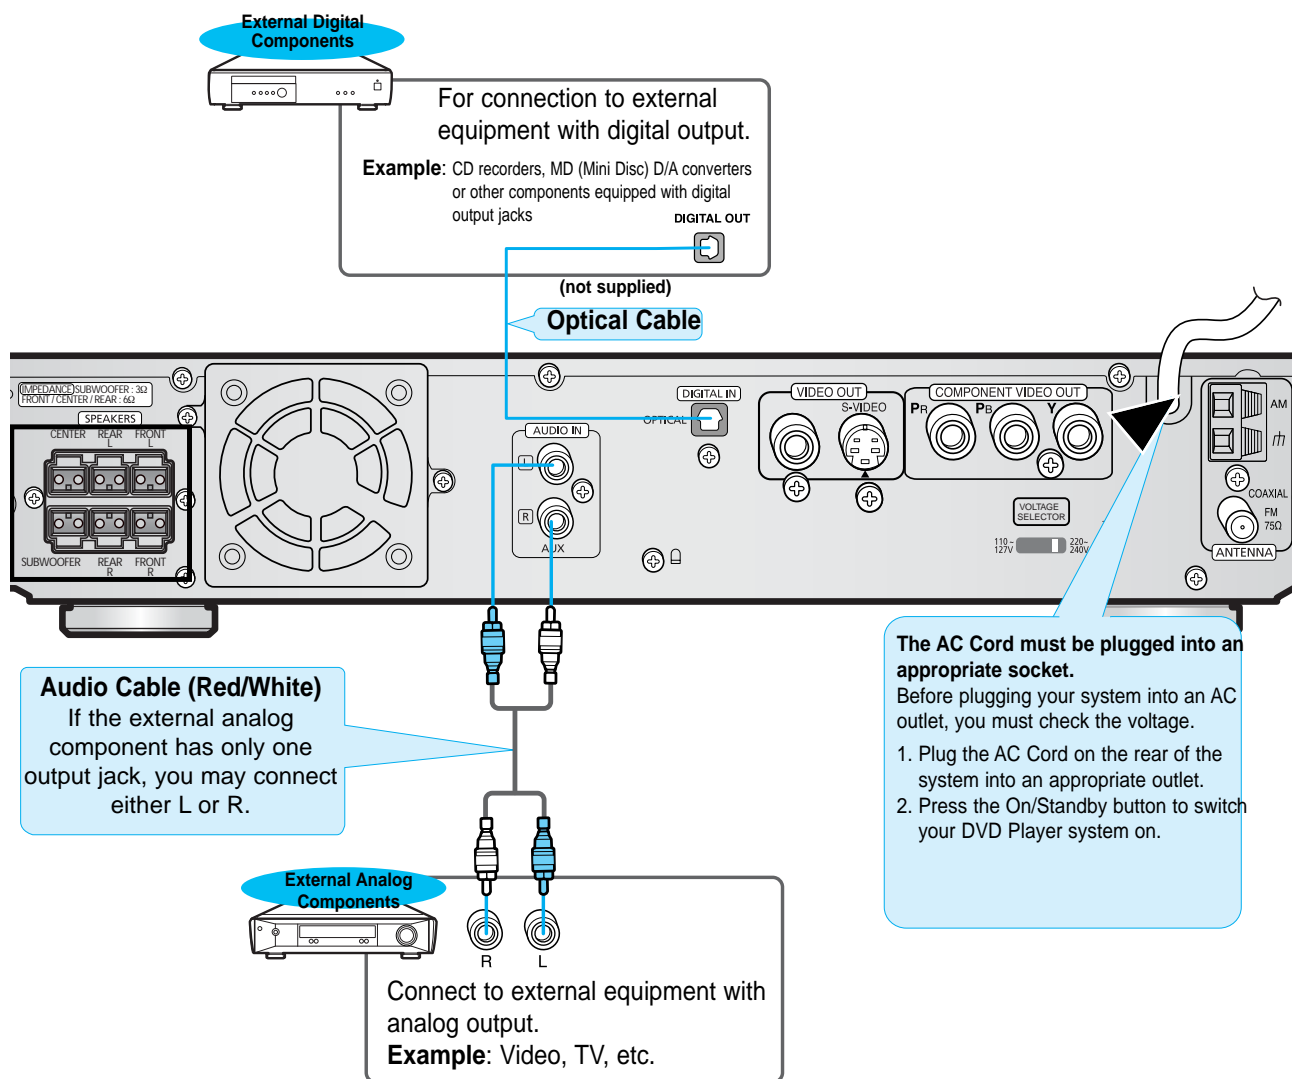 External Digital
Components
For connection to external
equipment with digital output.
Example: CD recorders, MD (Mini Disc) D/A converters
or other components equipped with digital
output jacks
DIGITAL OUT
(not supplied)
Optical Cable
IMPEDANCE SUBWOOFER : 3Ω
FRONT / CENTER / REAR : 6Ω
SPEAKERS
CENTER REAR L FRONT L
SUBWOOFER REAR R FRONT R
AUDIO IN
L
R
AUX
DIGITAL IN
OPTICAL
VIDEO OUT
S-VIDEO
COMPONENT VIDEO OUT
PR PB Y
VOLTAGE
SELECTOR
110~
127V
220~
240V
AM
COAXIAL
FM
75Ω
ANTENNA
The AC Cord must be plugged into an
appropriate socket.
Before plugging your system into an AC
outlet, you must check the voltage.
1. Plug the AC Cord on the rear of the
system into an appropriate outlet.
2. Press the On/Standby button to switch
your DVD Player system on.
Audio Cable (Red/White)
If the external analog
component has only one
output jack, you may connect
either L or R.
External Analog
Components
R L
Connect to external equipment with
analog output.
Example: Video, TV, etc.